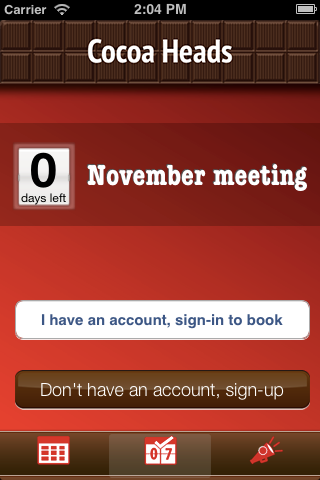 Carrier 2:04 PM
Cocoa Heads
0
days left
November meeting
I have an account, sign-in to book
Don't have an account, sign-up
07